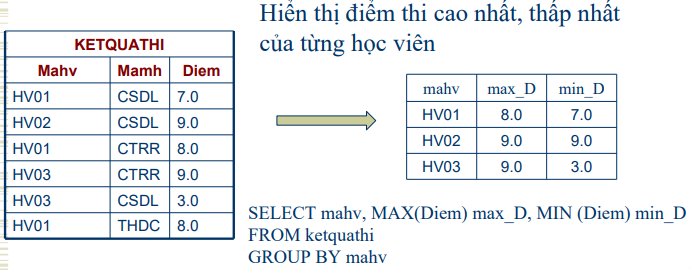 Hiển thị điểm thi cao nhất, thấp nhất
của từng học viên
KETQUATHI
Mahv Mamh Diem
HV01 CSDL 7.0
HV02 CSDL 9.0
HV01 CTRR 8.0
HV03 CTRR 9.0
HV03 CSDL 3.0
HV01 THDC 8.0
mahv max_D min_D
HV01 8.0 7.0
HV02 9.0 9.0
HV03 9.0 3.0
SELECT mahv, MAX(Diem) max_D, MIN (Diem) min_D
FROM ketquathi
GROUP BY mahv